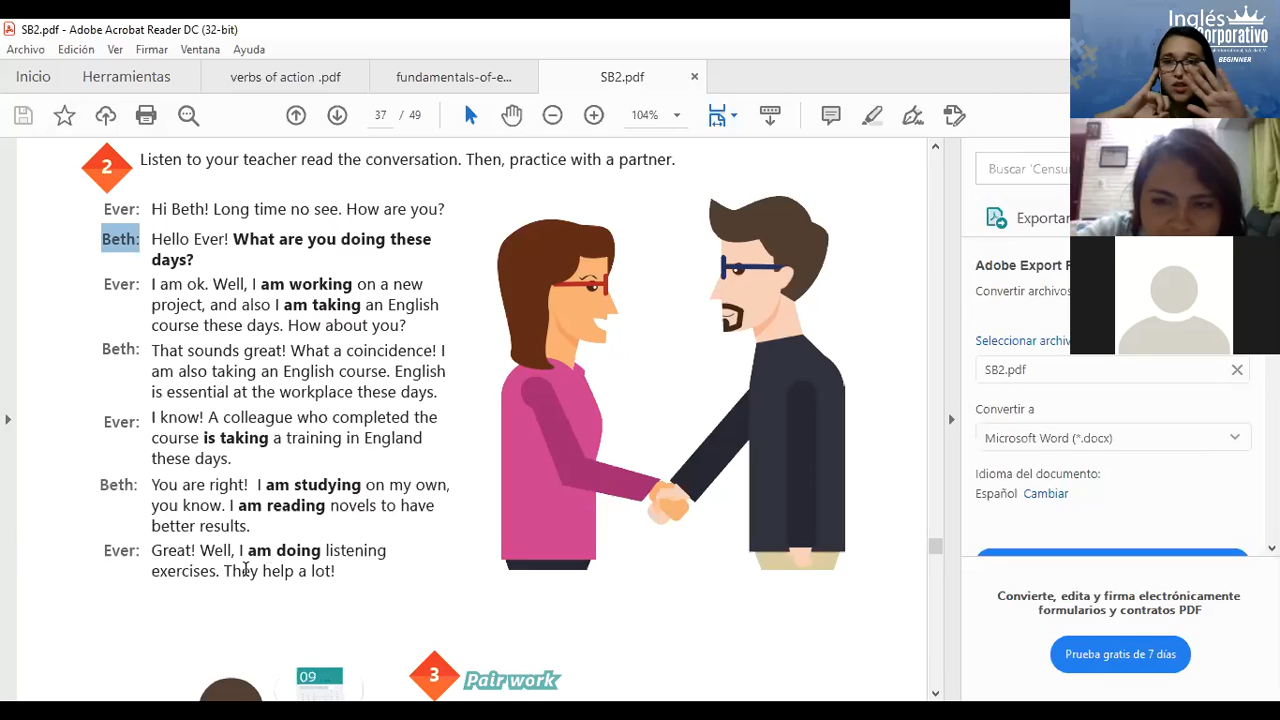 SB2.pdf - Adobe Acrobat Reader DC (32-bit)
Archivo Edición Ver Firmar Ventana Ayuda
Inicio Herramientas verbs of action .pdf fundamentals-of-e... SB2.pdf ×
37 / 49 104%
2 Listen to your teacher read the conversation. Then, practice with a partner.
Ever: Hi Beth! Long time no see. How are you?
Beth: Hello Ever! What are you doing these
days?
Ever: I am ok. Well, I am working on a new
project, and also I am taking an English
course these days. How about you?
Beth: That sounds great! What a coincidence! I
am also taking an English course. English
is essential at the workplace these days.
Ever: I know! A colleague who completed the
course is taking a training in England
these days.
Beth: You are right! I am studying on my own,
you know. I am reading novels to have
better results.
Ever: Great! Well, I am doing listening
exercises. They help a lot!
09
3 Pair work
Inglés
Corporativo
BEGINNER
Buscar 'Censu
Exportar
Adobe Export P
Convertir archivos
Seleccionar archiv
SB2.pdf
Convertir a
Microsoft Word (*.docx)
Idioma del documento:
Español Cambiar
Convierte, edita y firma electrónicamente
formularios y contratos PDF
Prueba gratis de 7 días